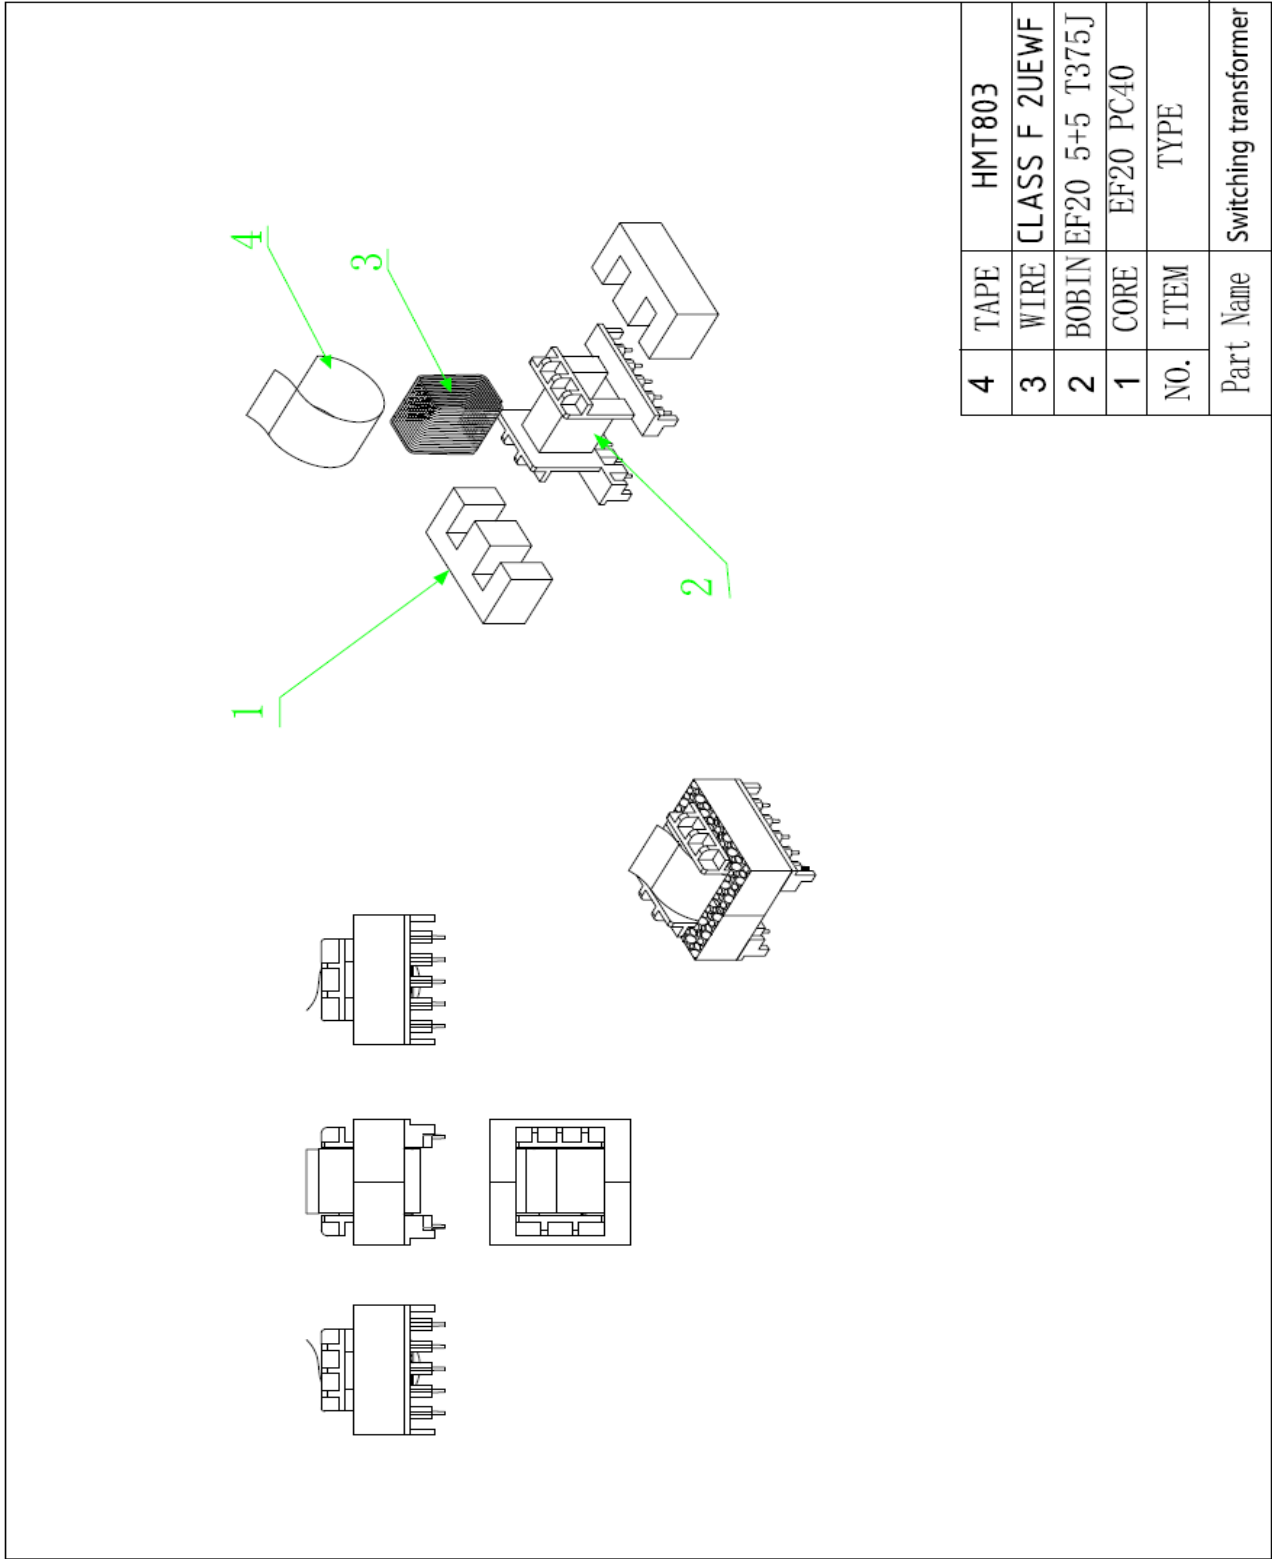 4
3
1
2
4 TAPE HMT803
3 WIRE CLASS F 2UEWF
2 BOBIN EF20 5+5 T375J
1 CORE EF20 PC40
NO. ITEM TYPE
Part Name Switching transformer